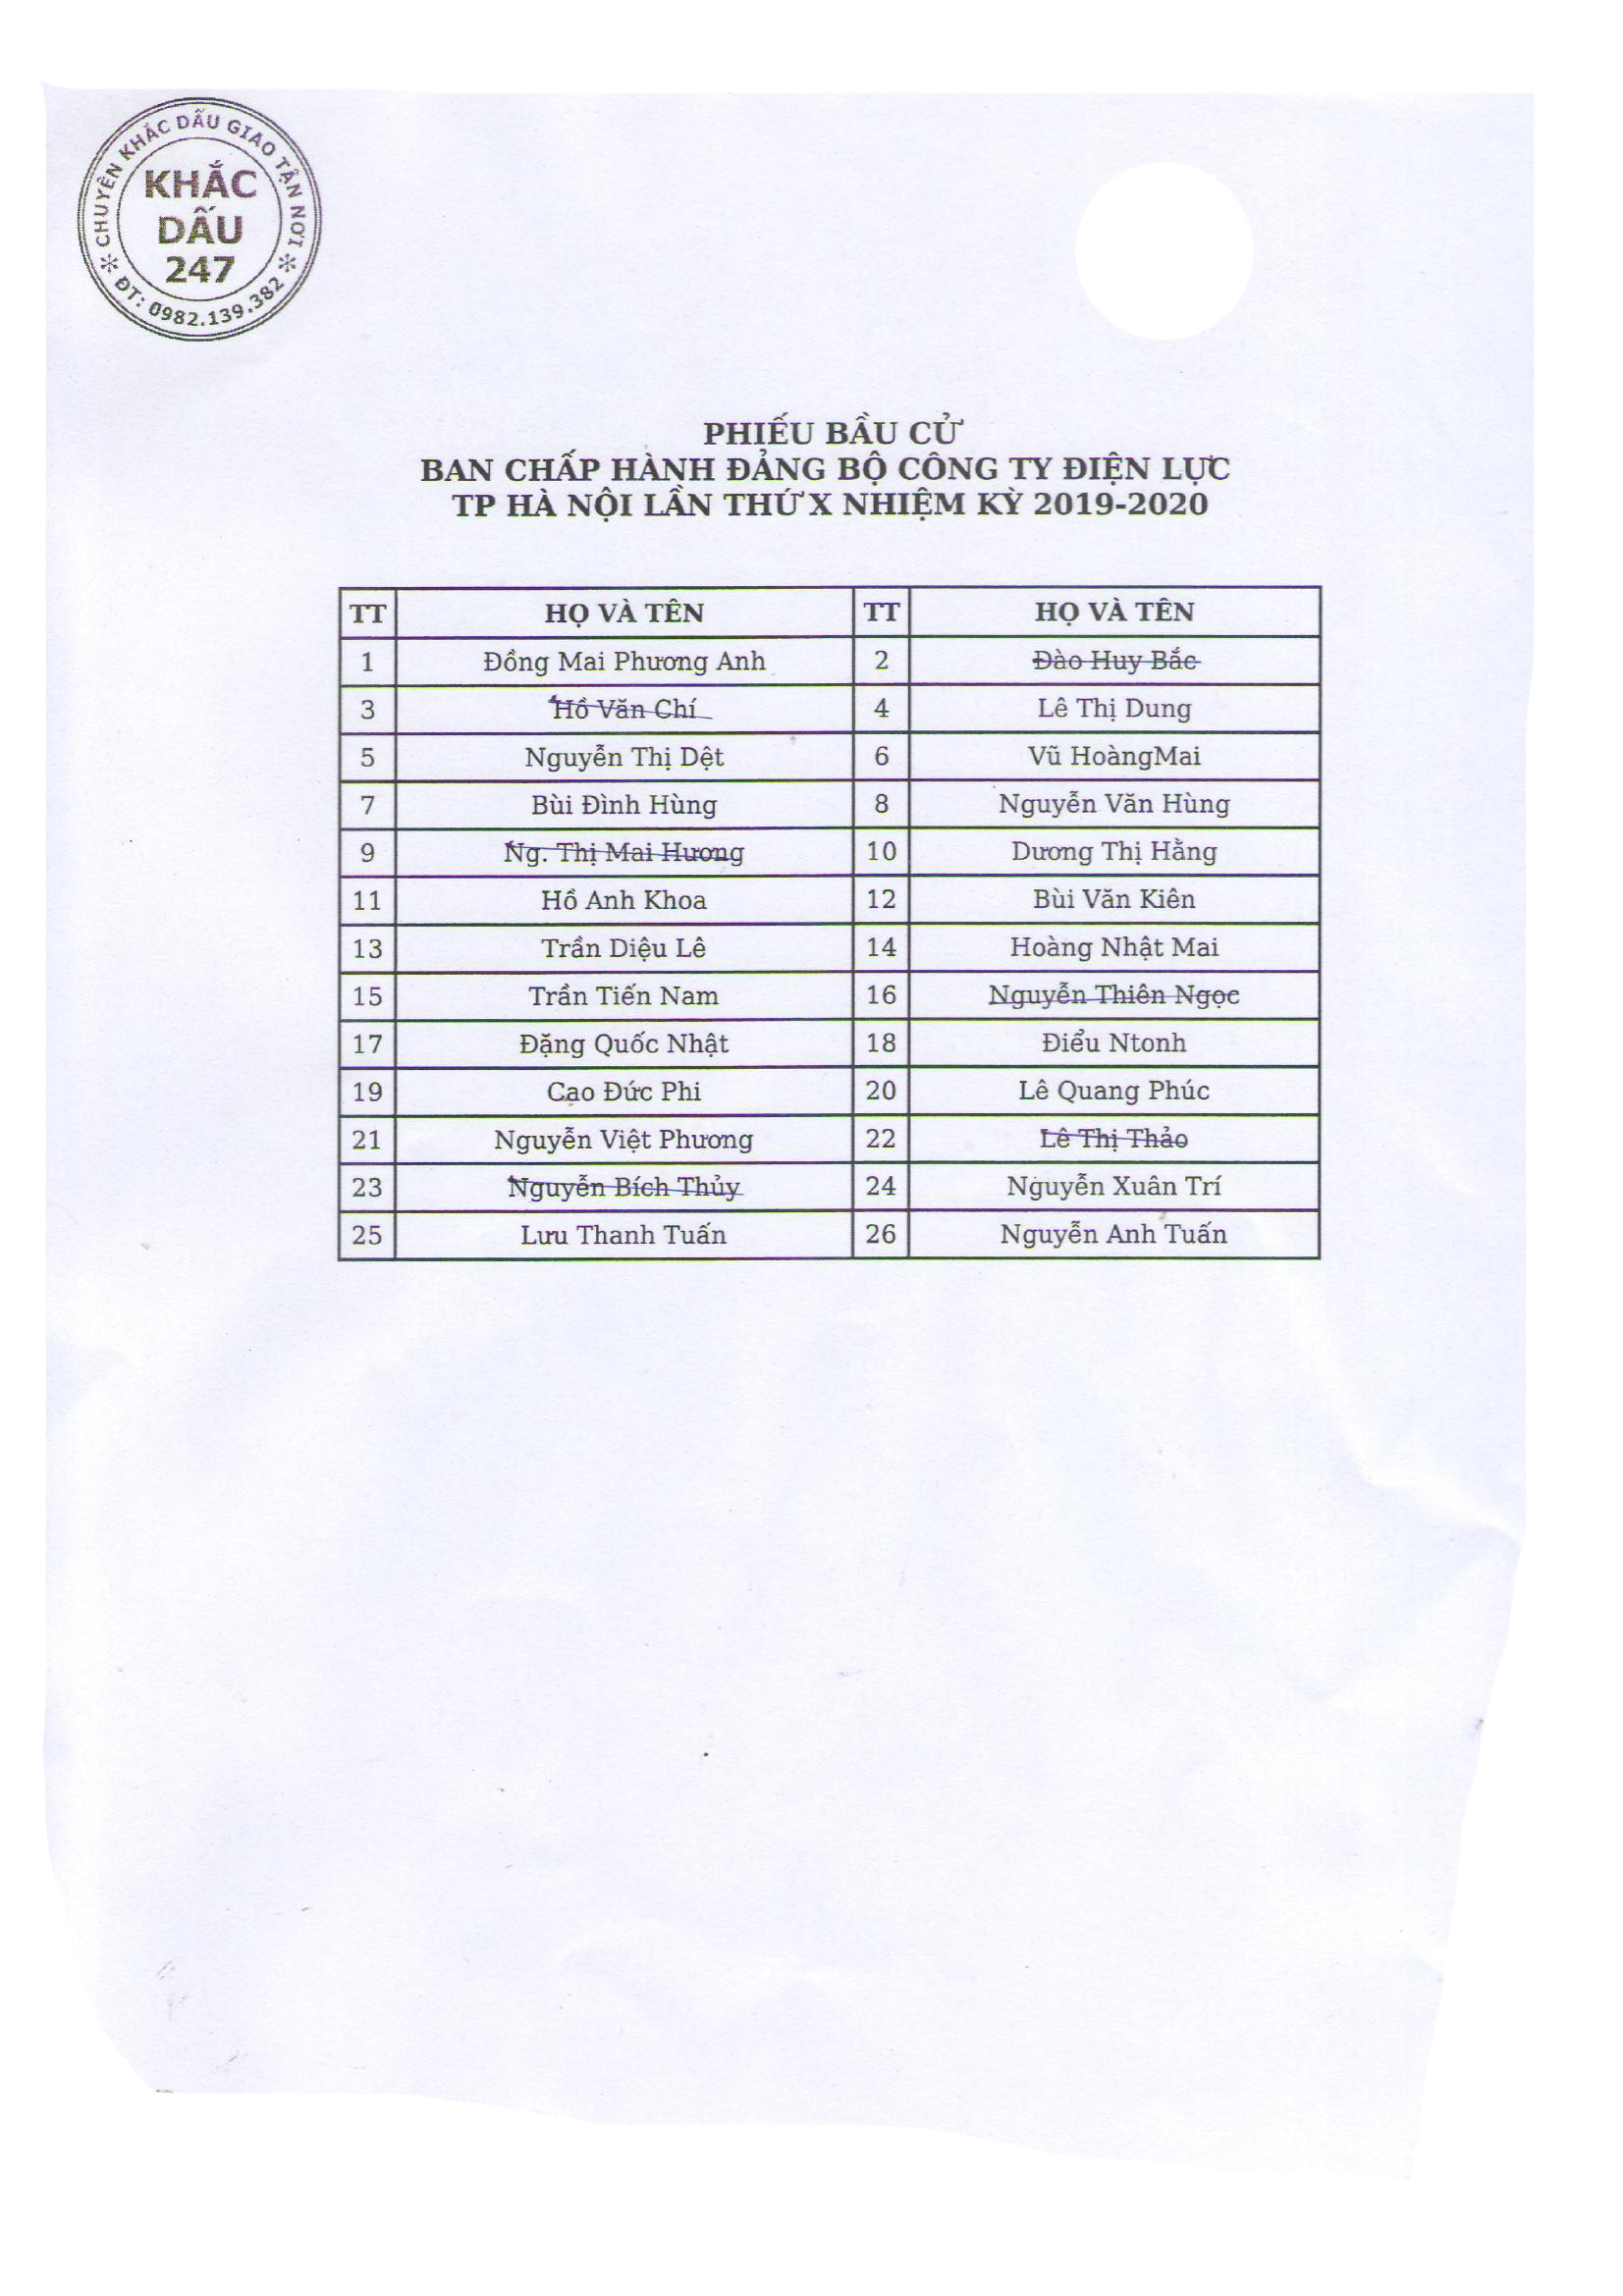 CHUYÊN KHẮC DẤU GIAO TẬN NƠI
KHẮC
DẤU
247
ĐT: 0982.139.382
PHIẾU BẦU CỬ
BAN CHẤP HÀNH ĐẢNG BỘ CÔNG TY ĐIỆN LỰC
TP HÀ NỘI LẦN THỨ X NHIỆM KỲ 2019-2020
TT HỌ VÀ TÊN TT HỌ VÀ TÊN
1 Đồng Mai Phương Anh 2 Đào Huy Bắc
3 Hồ Văn Chí 4 Lê Thị Dung
5 Nguyễn Thị Dệt 6 Vũ HoàngMai
7 Bùi Đình Hùng 8 Nguyễn Văn Hùng
9 Ng. Thị Mai Hương 10 Dương Thị Hằng
11 Hồ Anh Khoa 12 Bùi Văn Kiên
13 Trần Diệu Lê 14 Hoàng Nhật Mai
15 Trần Tiến Nam 16 Nguyễn Thiên Ngọc
17 Đặng Quốc Nhật 18 Điểu Ntonh
19 Cao Đức Phi 20 Lê Quang Phúc
21 Nguyễn Việt Phương 22 Lê Thị Thảo
23 Nguyễn Bích Thủy 24 Nguyễn Xuân Trí
25 Lưu Thanh Tuấn 26 Nguyễn Anh Tuấn